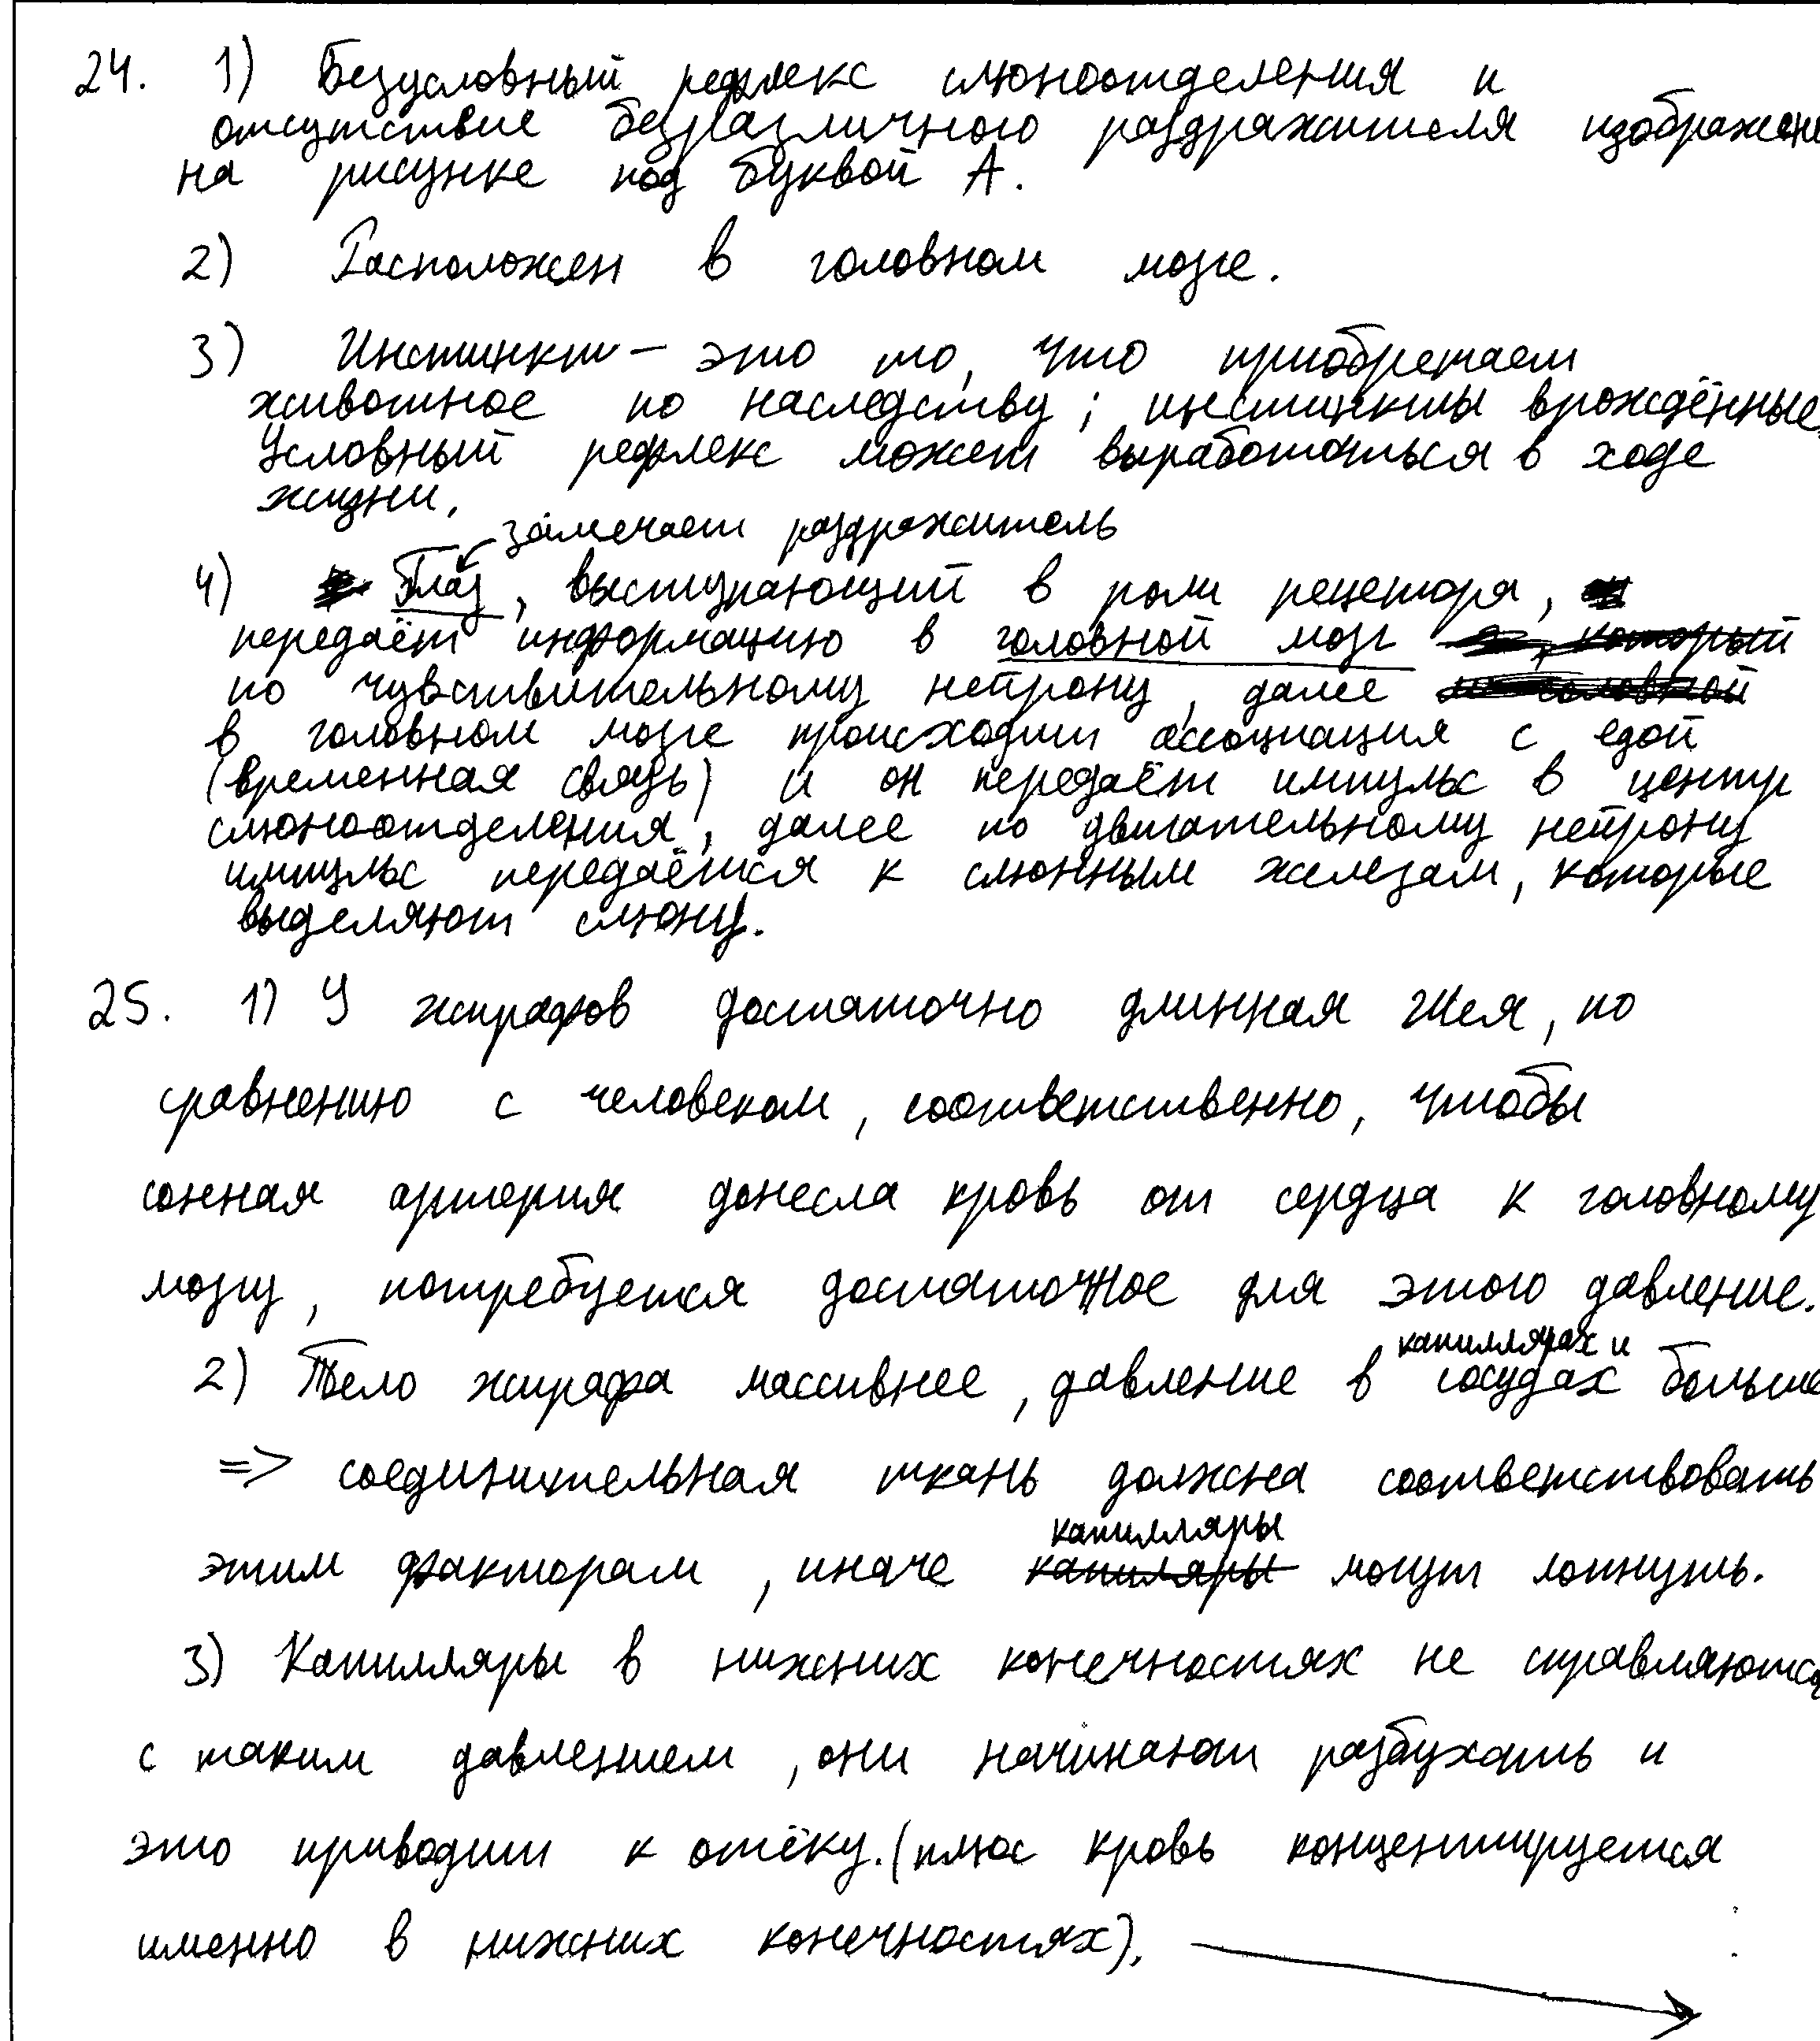 24. 1) Безусловный рефлекс слюноотделения и
отсутствие безразличного раздражителя изображено
на рисунке под буквой А.
2) Расположен в головном мозге.
3) Инстинкт – это то, что приобретает
животное по наследству; инстинкты врождённые.
Условный рефлекс может выработаться в ходе
жизни.
замечает раздражитель
4) Глаз, выступающий в роли рецептора,
передаёт информацию в головной мозг
по чувствительному нейрону, далее
в головном мозге происходит ассоциация с едой
(временная связь) и он передаёт импульс в центр
слюноотделения, далее по двигательному нейрону
импульс передаётся к слюнным железам, которые
выделяют слюну.
25. 1) У жирафов достаточно длинная шея, по
сравнению с человеком, соответственно, чтобы
сонная артерия донесла кровь от сердца к головному
мозгу, потребуется достаточное для этого давление.
капиллярах и
2) Тело жирафа массивнее, давление в сосудах больше
=> соединительная ткань должна соответствовать
капилляры
этим факторам, иначе капиляры могут лопнуть.
3) Капилляры в нижних конечностях не справляются
с таким давлением, они начинают разбухать и
это приводит к отёку. (плюс кровь концентируется
именно в нижних конечностях).